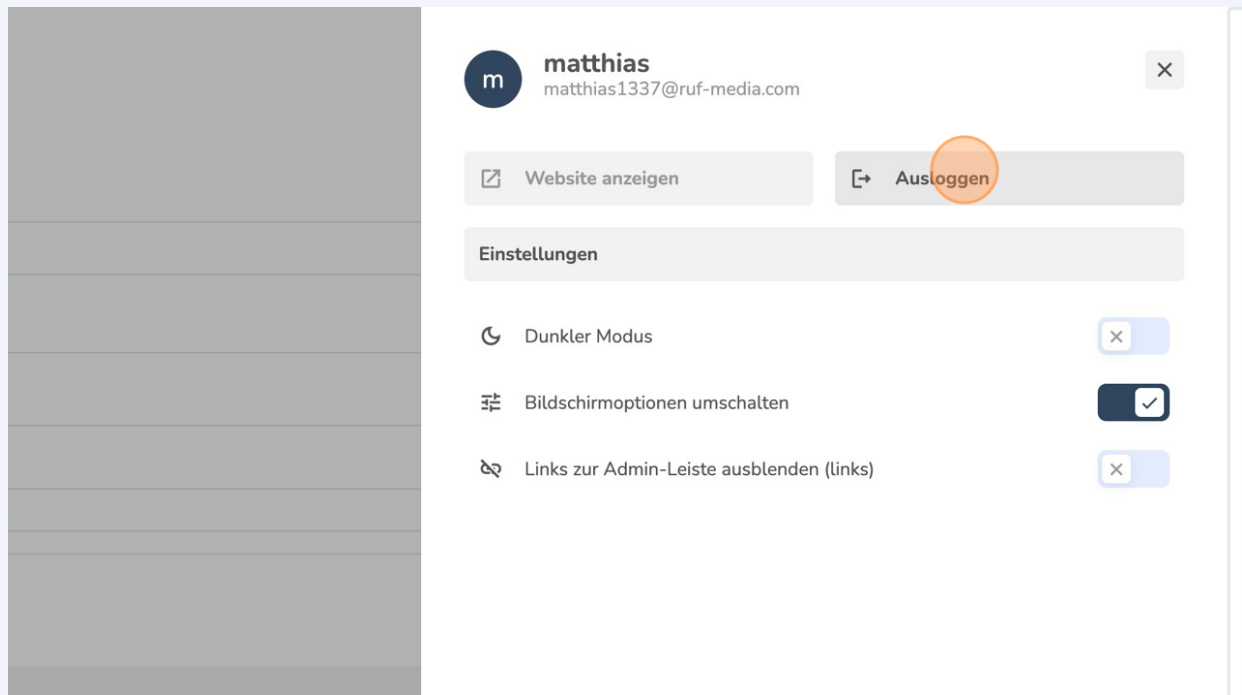 matthias
m
matthias1337@ruf-media.com
Website anzeigen
Ausloggen
Einstellungen
Dunkler Modus
Bildschirmoptionen umschalten
Links zur Admin-Leiste ausblenden (links)